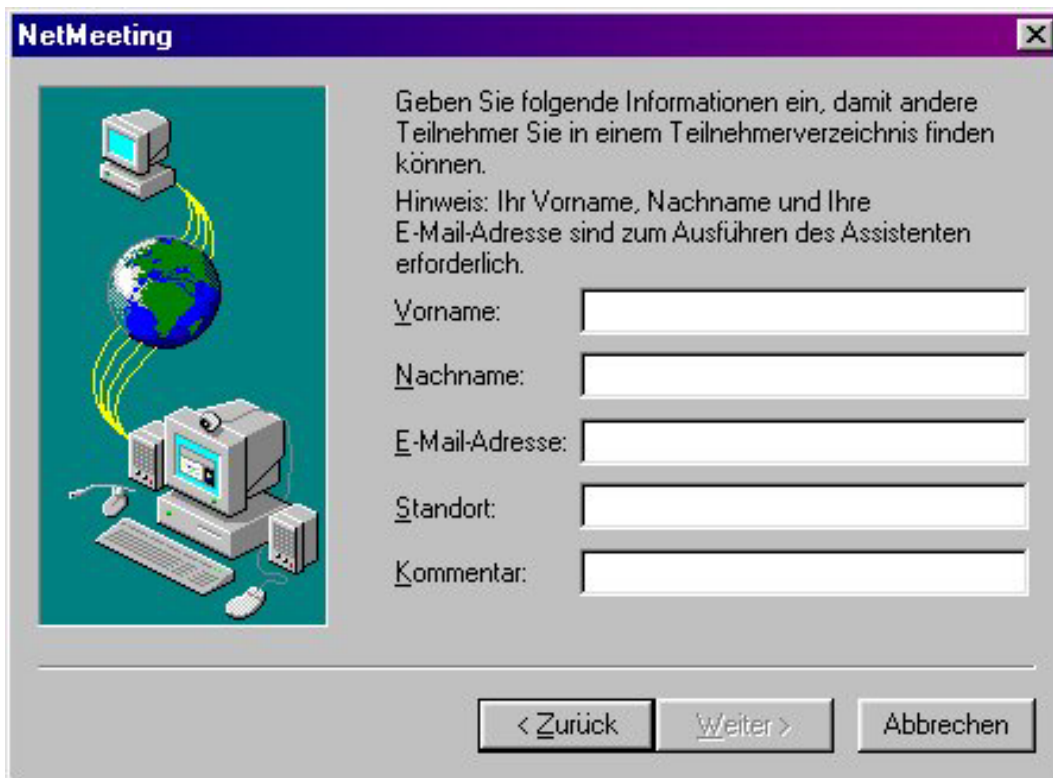 NetMeeting
Geben Sie folgende Informationen ein, damit andere
Teilnehmer Sie in einem Teilnehmerverzeichnis finden
können.
Hinweis: Ihr Vorname, Nachname und Ihre
E-Mail-Adresse sind zum Ausführen des Assistenten
erforderlich.
Vorname:
Nachname:
E-Mail-Adresse:
Standort:
Kommentar:
< Zurück
Weiter >
Abbrechen